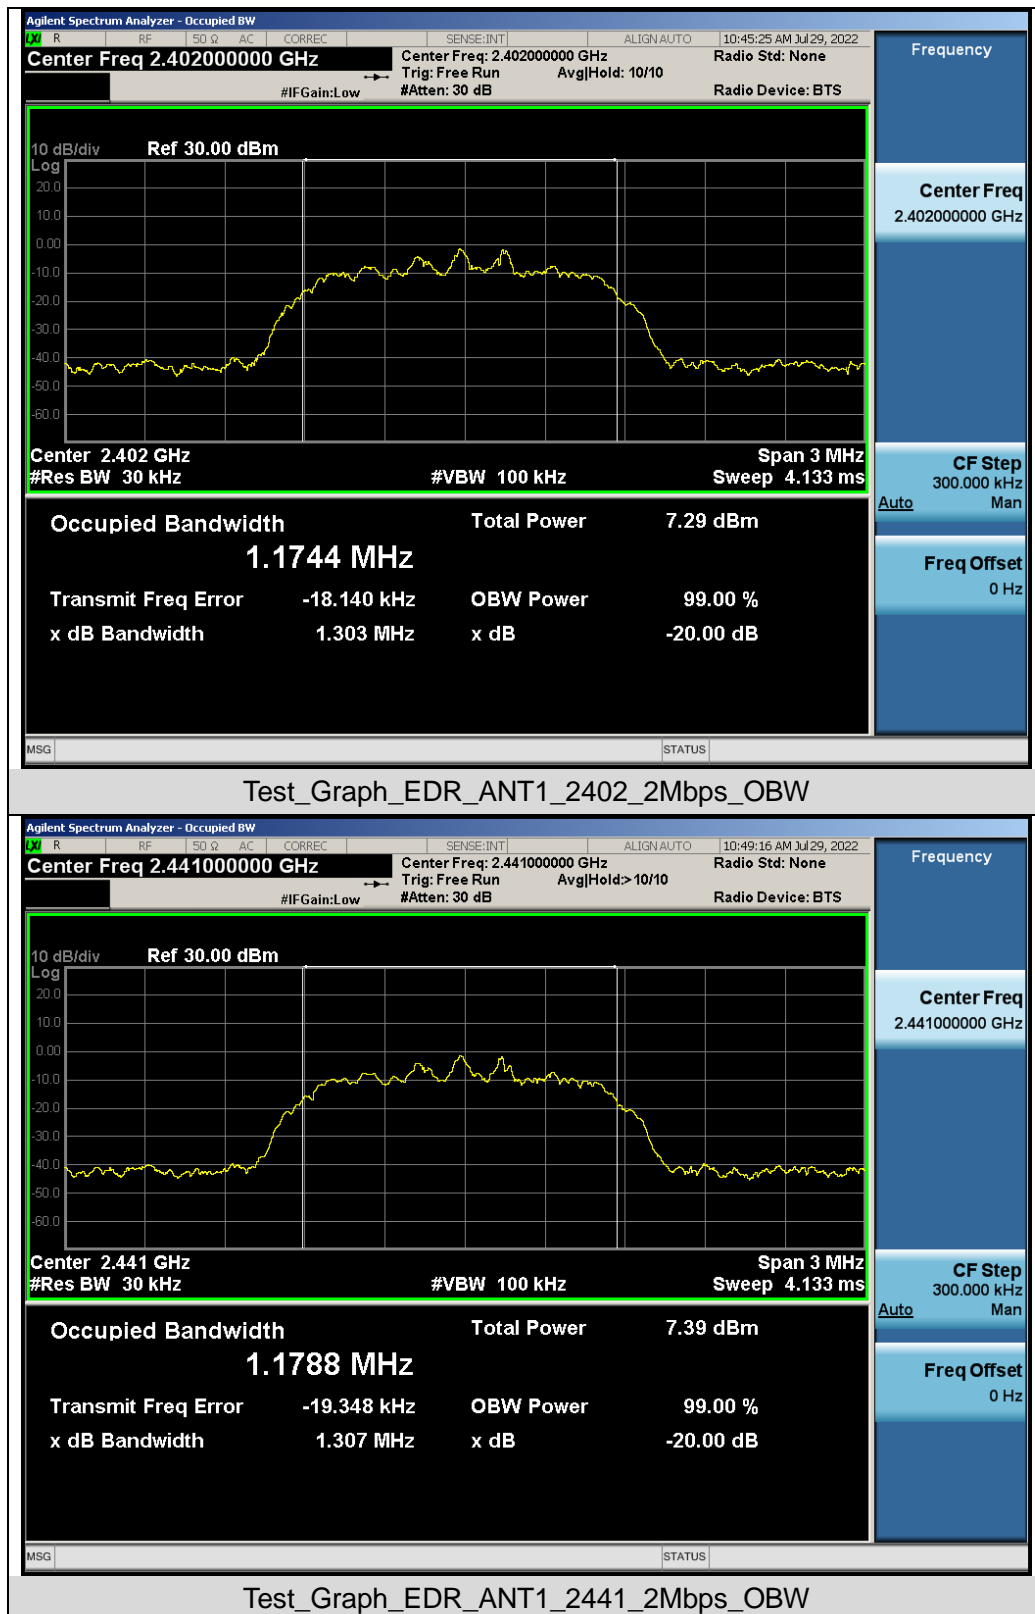 Agilent Spectrum Analyzer - Occupied BW
LXI R RF 50 Ω AC CORREC SENSE:INT ALIGN AUTO 10:45:25 AM Jul 29, 2022
Center Freq 2.402000000 GHz Center Freq: 2.402000000 GHz Radio Std: None
Trig: Free Run Avg|Hold: 10/10
#IFGain:Low #Atten: 30 dB Radio Device: BTS
Frequency
10 dB/div Ref 30.00 dBm
Log
20.0
10.0
0.00
-10.0
-20.0
-30.0
-40.0
-50.0
-60.0
Center 2.402 GHz Span 3 MHz
#Res BW 30 kHz #VBW 100 kHz Sweep 4.133 ms
Center Freq
2.402000000 GHz
CF Step
300.000 kHz
Auto Man
Freq Offset
0 Hz
Occupied Bandwidth Total Power 7.29 dBm
1.1744 MHz
Transmit Freq Error -18.140 kHz OBW Power 99.00 %
x dB Bandwidth 1.303 MHz x dB -20.00 dB
MSG STATUS
Test_Graph_EDR_ANT1_2402_2Mbps_OBW
Agilent Spectrum Analyzer - Occupied BW
LXI R RF 50 Ω AC CORREC SENSE:INT ALIGN AUTO 10:49:16 AM Jul 29, 2022
Center Freq 2.441000000 GHz Center Freq: 2.441000000 GHz Radio Std: None
Trig: Free Run Avg|Hold:> 10/10
#IFGain:Low #Atten: 30 dB Radio Device: BTS
Frequency
10 dB/div Ref 30.00 dBm
Log
20.0
10.0
0.00
-10.0
-20.0
-30.0
-40.0
-50.0
-60.0
Center 2.441 GHz Span 3 MHz
#Res BW 30 kHz #VBW 100 kHz Sweep 4.133 ms
Center Freq
2.441000000 GHz
CF Step
300.000 kHz
Auto Man
Freq Offset
0 Hz
Occupied Bandwidth Total Power 7.39 dBm
1.1788 MHz
Transmit Freq Error -19.348 kHz OBW Power 99.00 %
x dB Bandwidth 1.307 MHz x dB -20.00 dB
MSG STATUS
Test_Graph_EDR_ANT1_2441_2Mbps_OBW